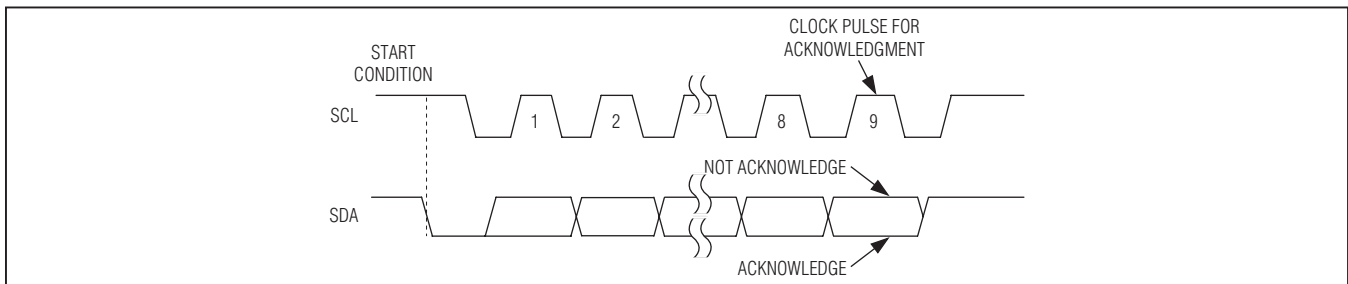 CLOCK PULSE FOR
ACKNOWLEDGMENT
START
CONDITION
SCL
1
2
8
9
NOT ACKNOWLEDGE
SDA
ACKNOWLEDGE